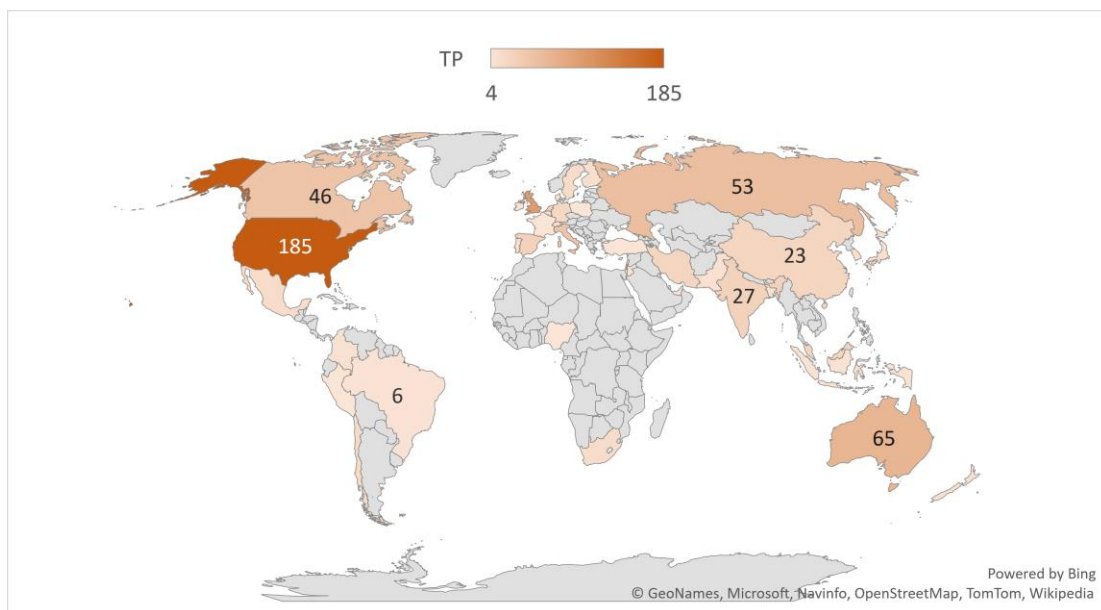 TP
4 185
46
53
185
23
27
6
65
Powered by Bing
© GeoNames, Microsoft, Navinfo, OpenStreetMap, TomTom, Wikipedia